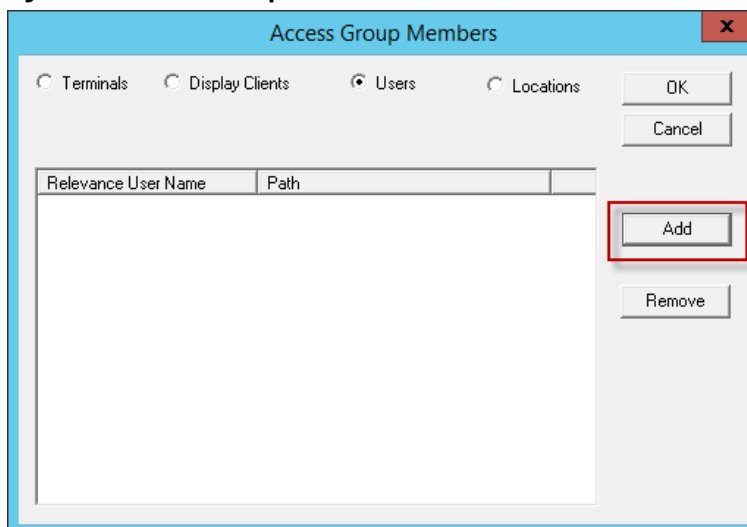 Access Group Members
x
Terminals Display Clients Users Locations OK
Cancel
Relevance User Name Path
Add
Remove